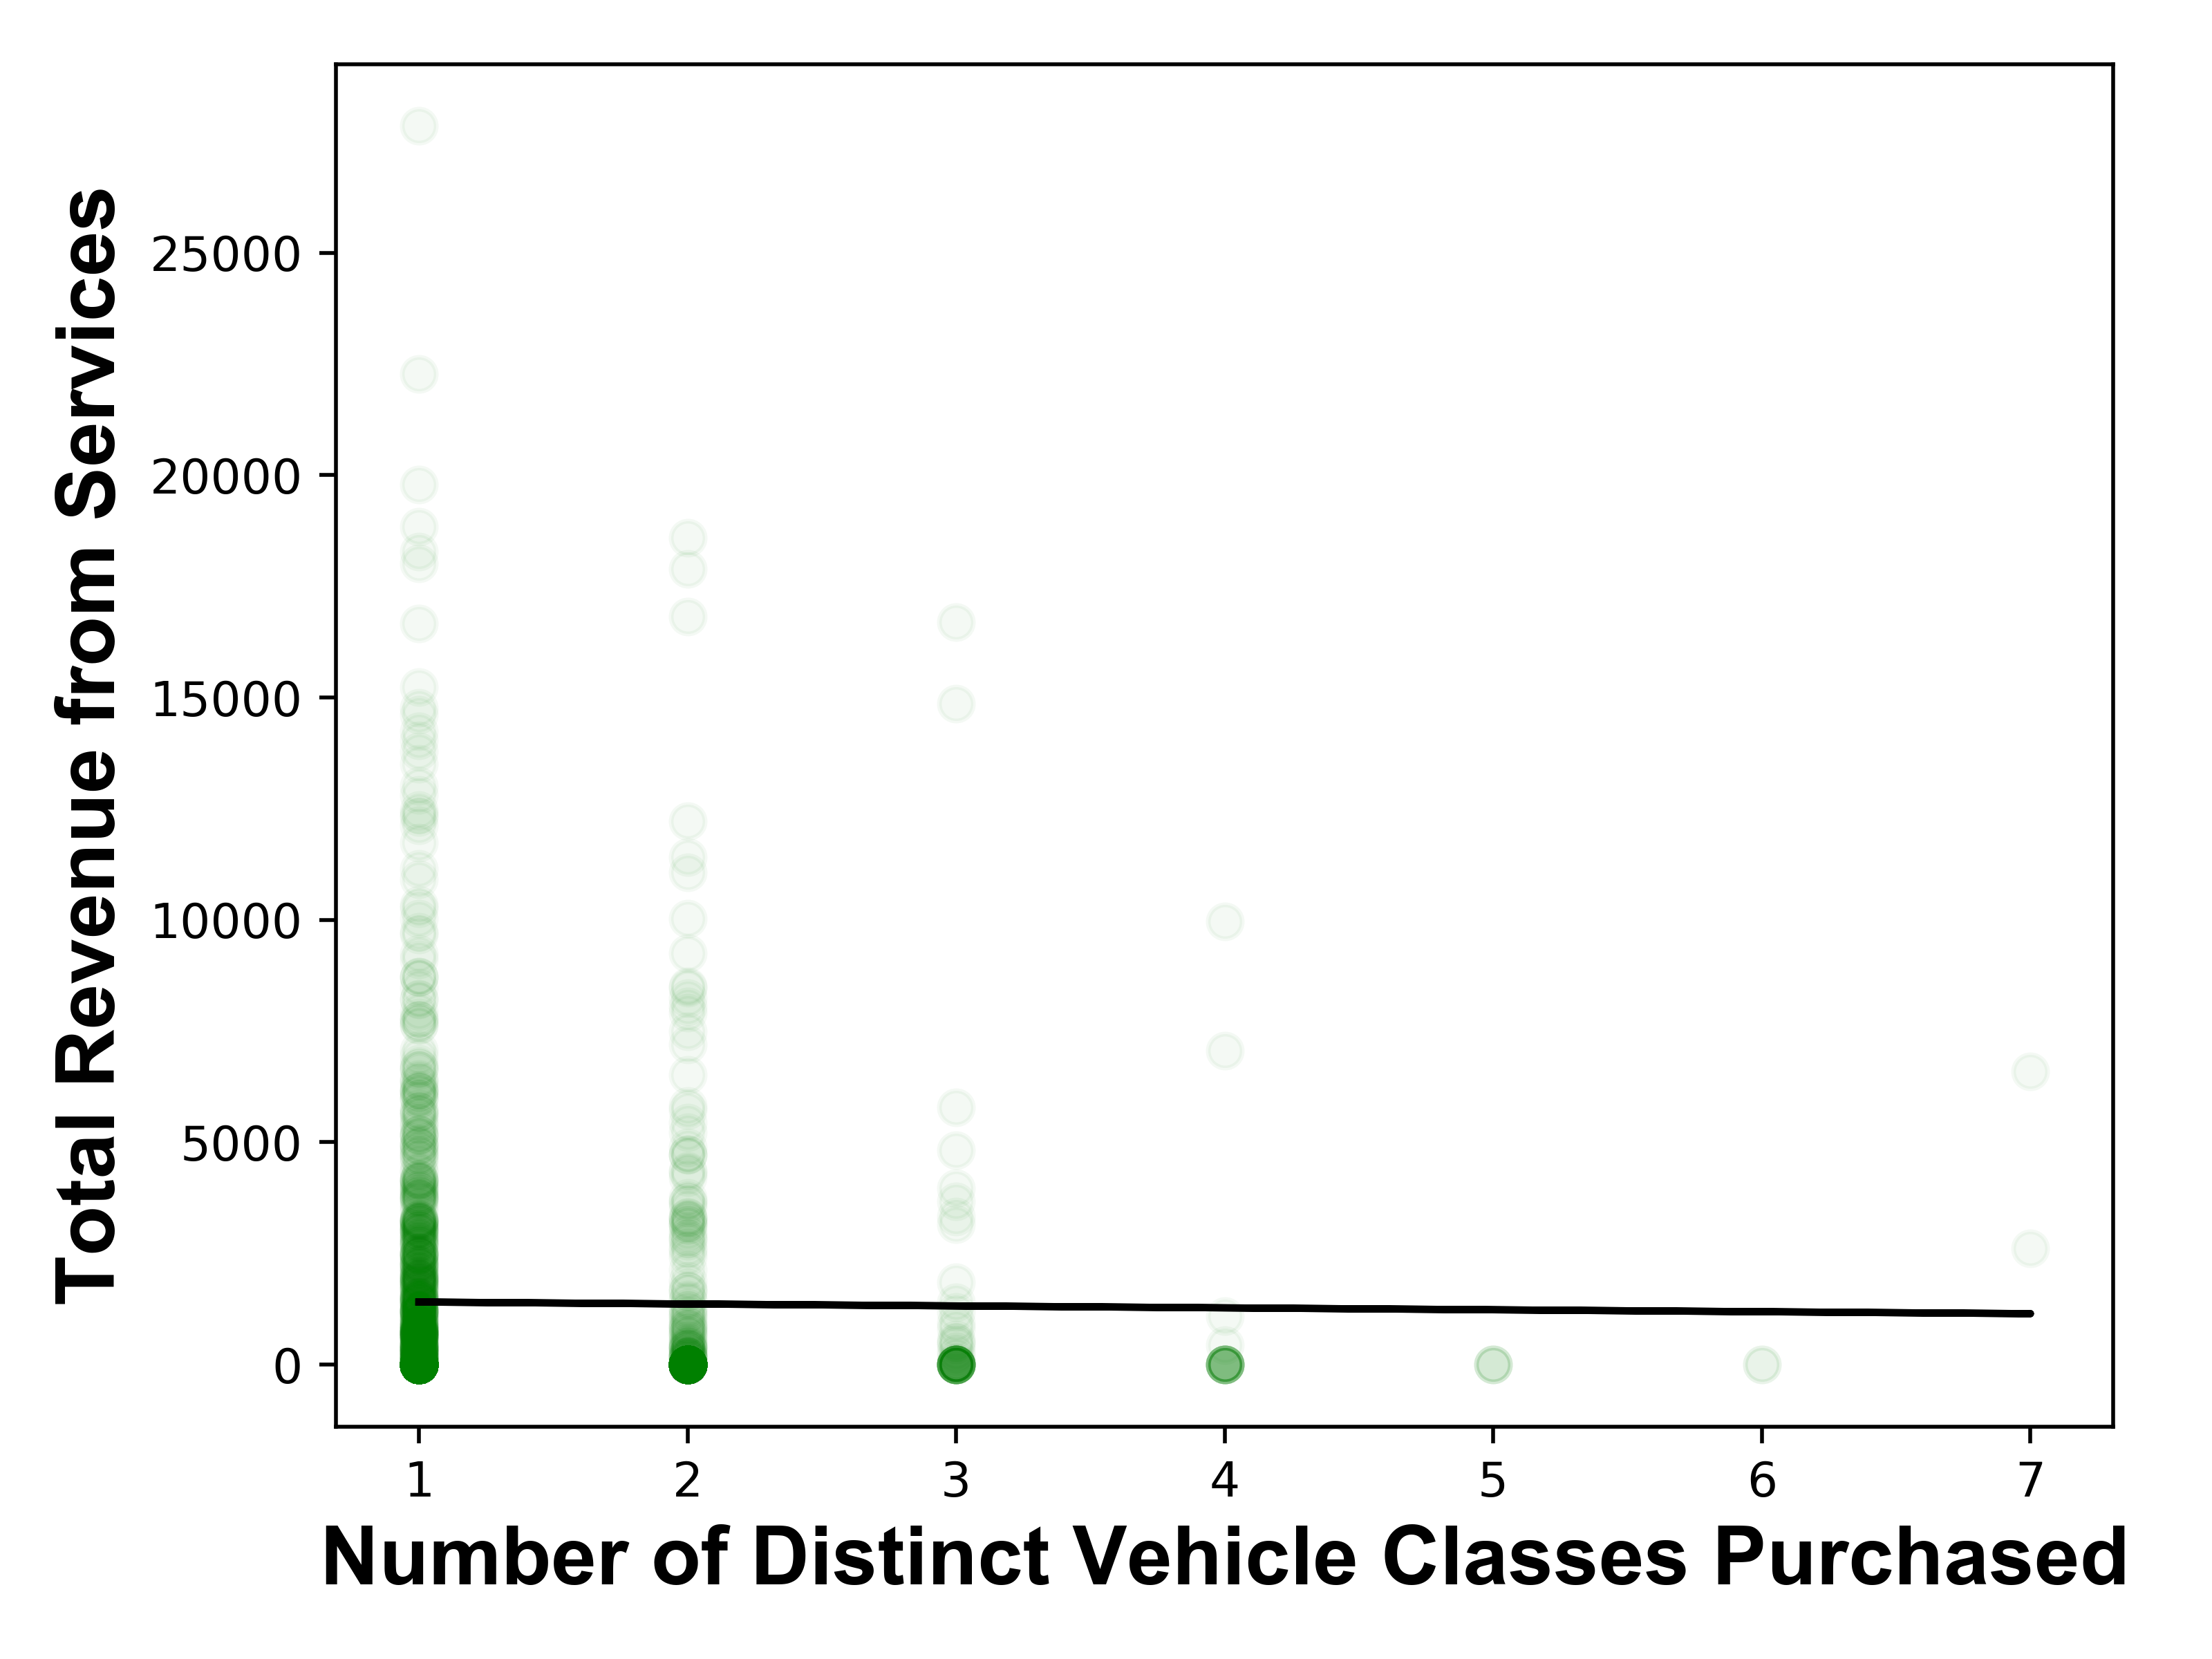 Total Revenue from Services
25000
20000
15000
10000
5000
0
1 2 3 4 5 6 7
Number of Distinct Vehicle Classes Purchased